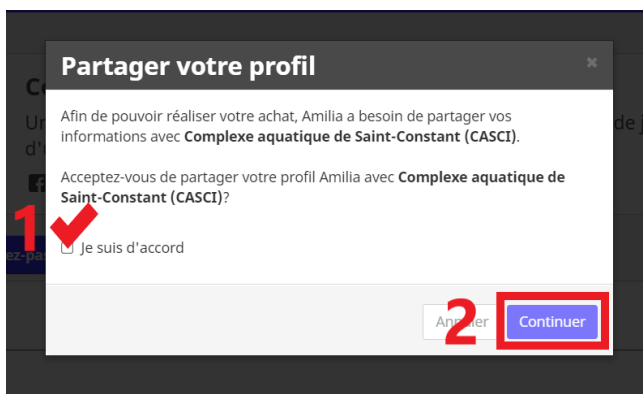 Partager votre profil
×
Afin de pouvoir réaliser votre achat, Amilia a besoin de partager vos
informations avec Complexe aquatique de Saint-Constant (CASCI).
Acceptez-vous de partager votre profil Amilia avec Complexe aquatique de
Saint-Constant (CASCI)?
1
Je suis d'accord
2
Continuer